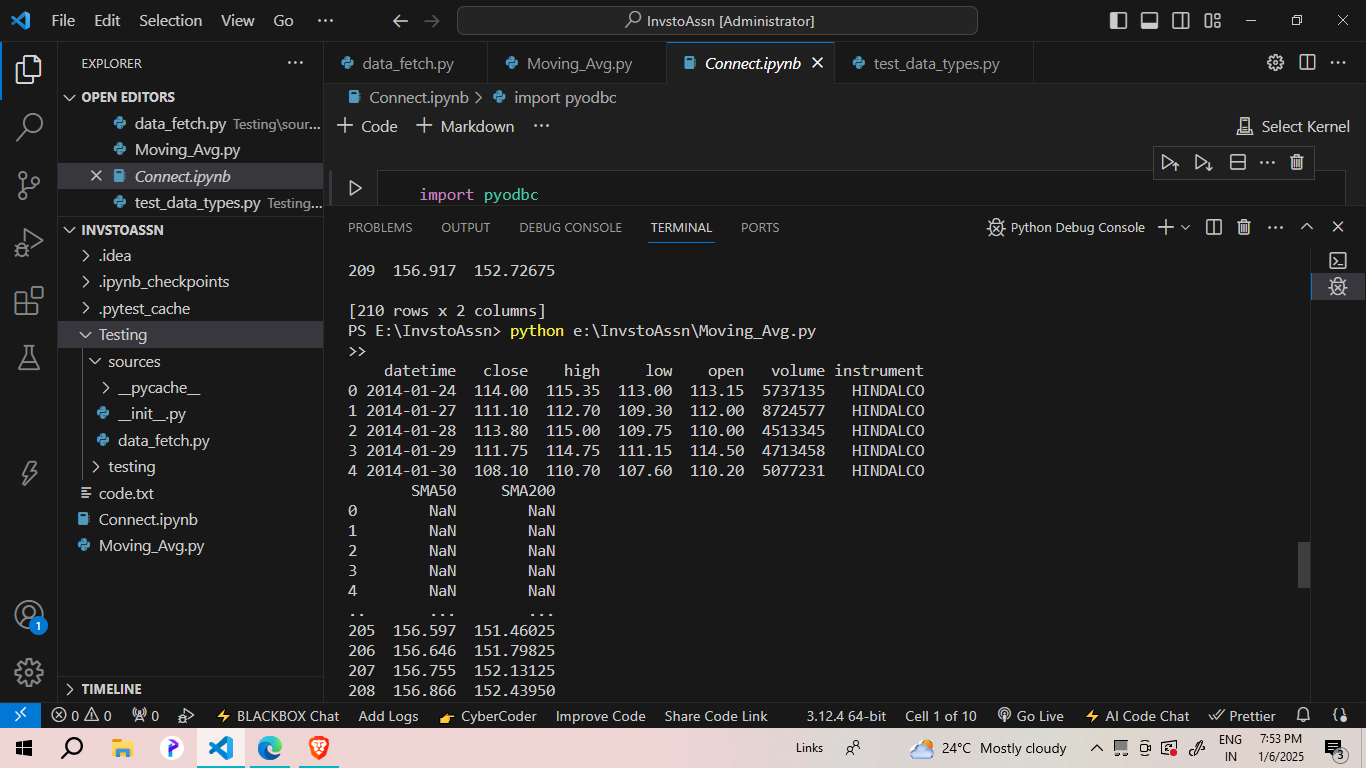 File Edit Selection View Go ··· InvstoAssn [Administrator]
EXPLORER ···
OPEN EDITORS
data_fetch.py Testing\sour...
Moving_Avg.py
Connect.ipynb
test_data_types.py Testing...
INVSTOASSN
.idea
.ipynb_checkpoints
.pytest_cache
Testing
sources
__pycache__
__init__.py
data_fetch.py
testing
code.txt
Connect.ipynb
Moving_Avg.py
TIMELINE
1
data_fetch.py Moving_Avg.py Connect.ipynb test_data_types.py
Connect.ipynb > import pyodbc
+ Code + Markdown ··· Select Kernel
import pyodbc
PROBLEMS OUTPUT DEBUG CONSOLE TERMINAL PORTS Python Debug Console
209 156.917 152.72675
[210 rows x 2 columns]
PS E:\InvstoAssn> python e:\InvstoAssn\Moving_Avg.py
>>
datetime close high low open volume instrument
0 2014-01-24 114.00 115.35 113.00 113.15 5737135 HINDALCO
1 2014-01-27 111.10 112.70 109.30 112.00 8724577 HINDALCO
2 2014-01-28 113.80 115.00 109.75 110.00 4513345 HINDALCO
3 2014-01-29 111.75 114.75 111.15 114.50 4713458 HINDALCO
4 2014-01-30 108.10 110.70 107.60 110.20 5077231 HINDALCO
SMA50 SMA200
0 NaN NaN
1 NaN NaN
2 NaN NaN
3 NaN NaN
4 NaN NaN
.. ... ...
205 156.597 151.46025
206 156.646 151.79825
207 156.755 152.13125
208 156.866 152.43950
0 0 0 BLACKBOX Chat Add Logs CyberCoder Improve Code Share Code Link 3.12.4 64-bit Cell 1 of 10 Go Live AI Code Chat Prettier
Links 24°C Mostly cloudy ENG 7:53 PM
IN 1/6/2025 3